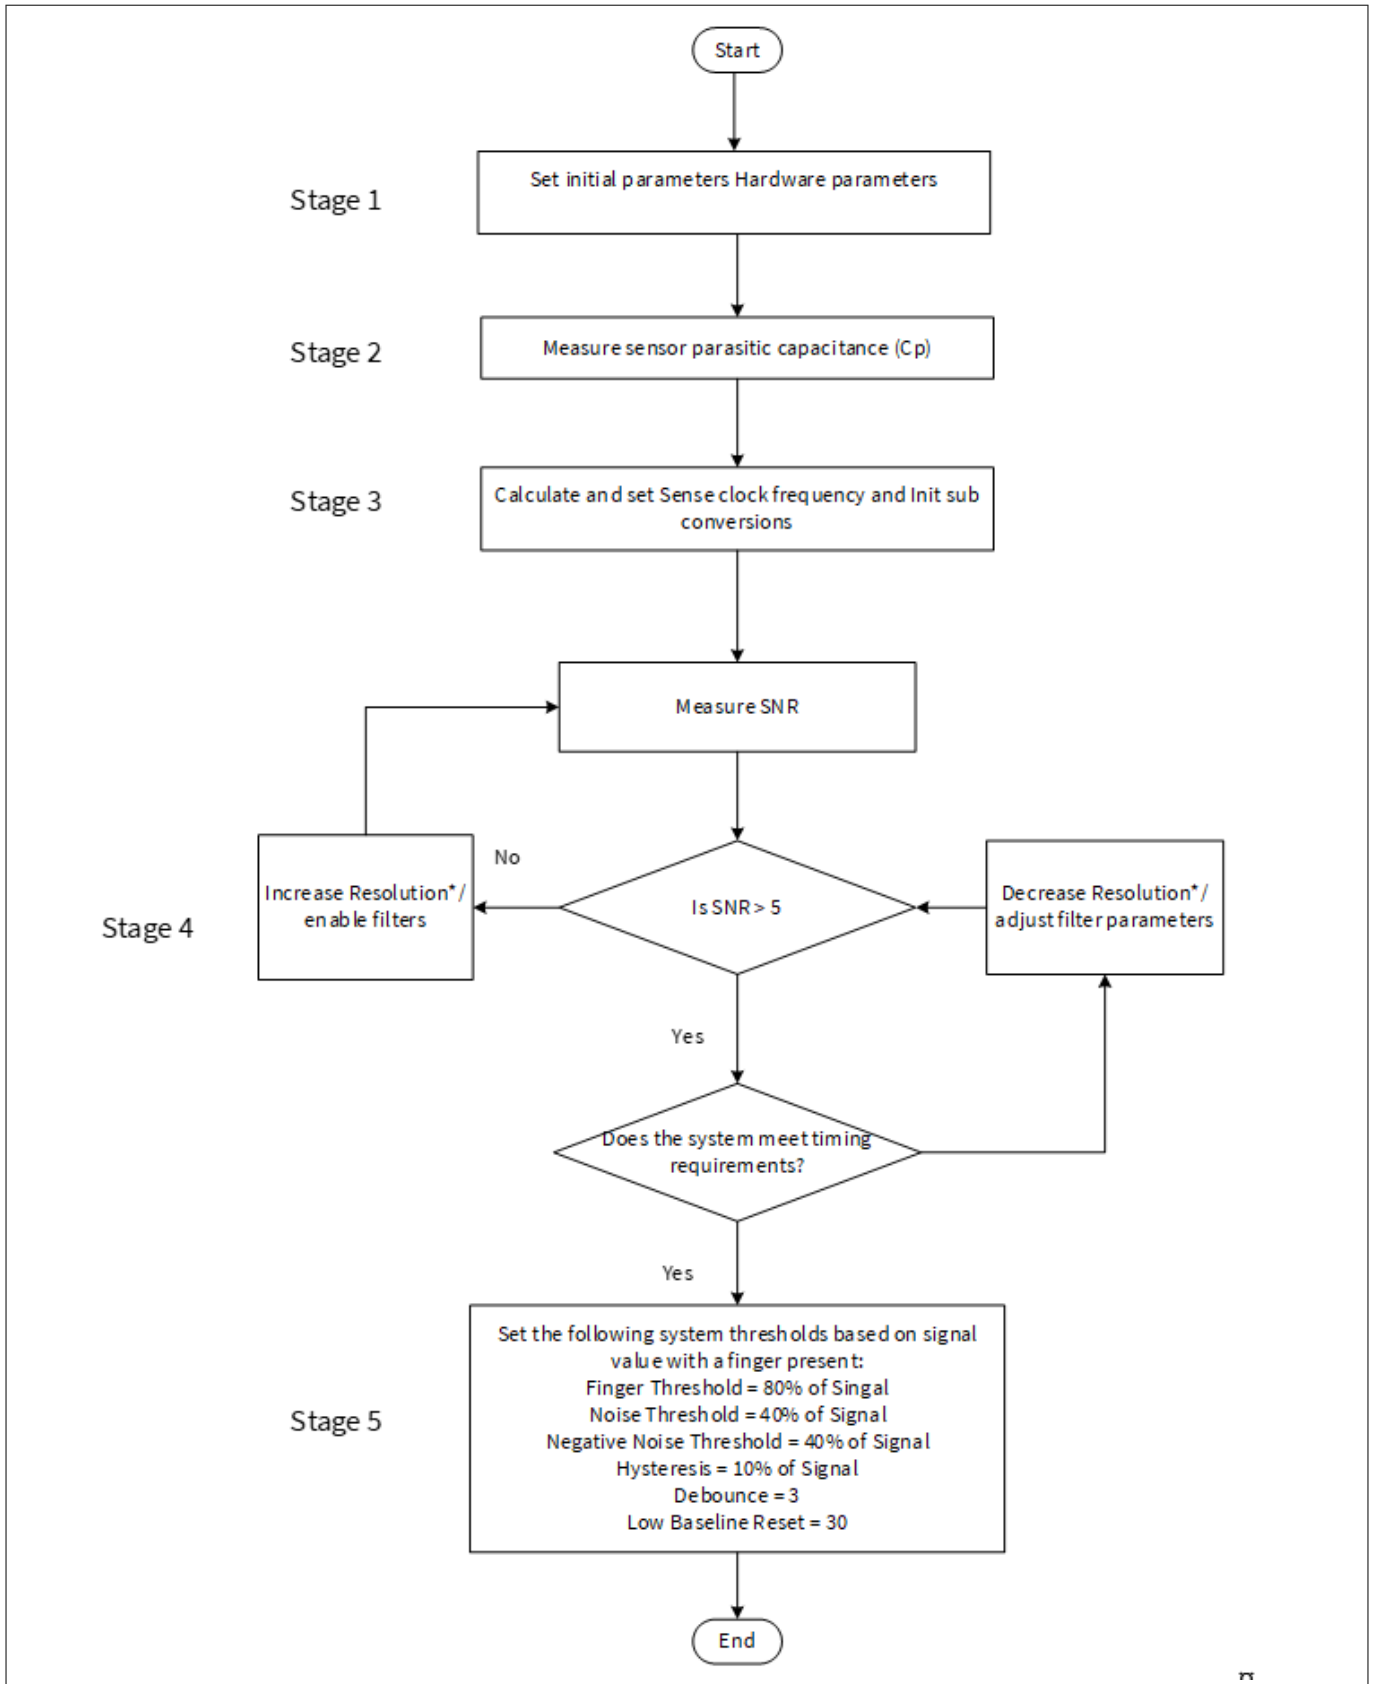 Start
Stage 1
Set initial parameters Hardware parameters
Stage 2
Measure sensor parasitic capacitance (Cp)
Stage 3
Calculate and set Sense clock frequency and Init sub
conversions
Measure SNR
No
Stage 4
Increase Resolution*/
enable filters
Is SNR > 5
Decrease Resolution*/
adjust filter parameters
Yes
Does the system meet timing
requirements?
Yes
Stage 5
Set the following system thresholds based on signal
value with a finger present:
Finger Threshold = 80% of Singal
Noise Threshold = 40% of Signal
Negative Noise Threshold = 40% of Signal
Hysteresis = 10% of Signal
Debounce = 3
Low Baseline Reset = 30
End